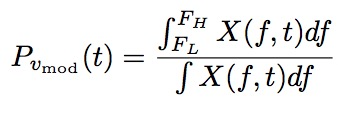 P_{v_{mod}}(t) = \frac{\int_{F_L}^{F_H} X(f,t)df}{\int X(f,t)df}